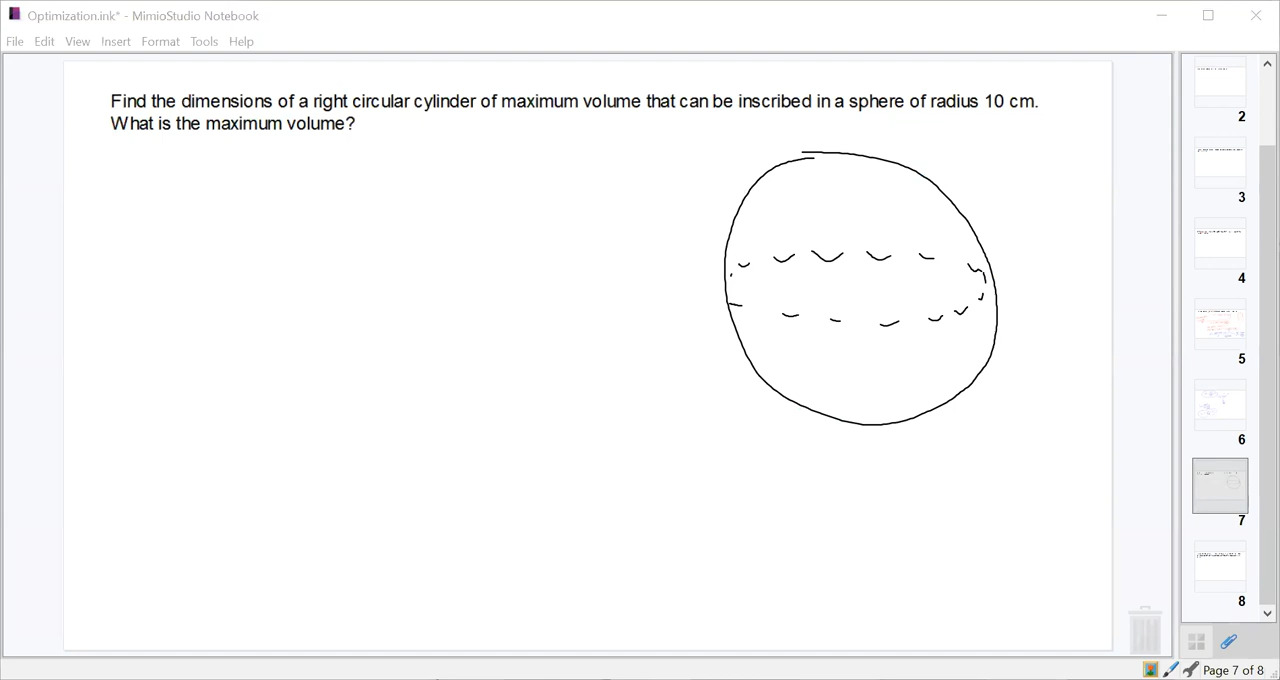 Optimization.ink* - MimioStudio Notebook
File Edit View Insert Format Tools Help
Find the dimensions of a right circular cylinder of maximum volume that can be inscribed in a sphere of radius 10 cm.
What is the maximum volume?
2
3
4
5
6
7
8
Page 7 of 8